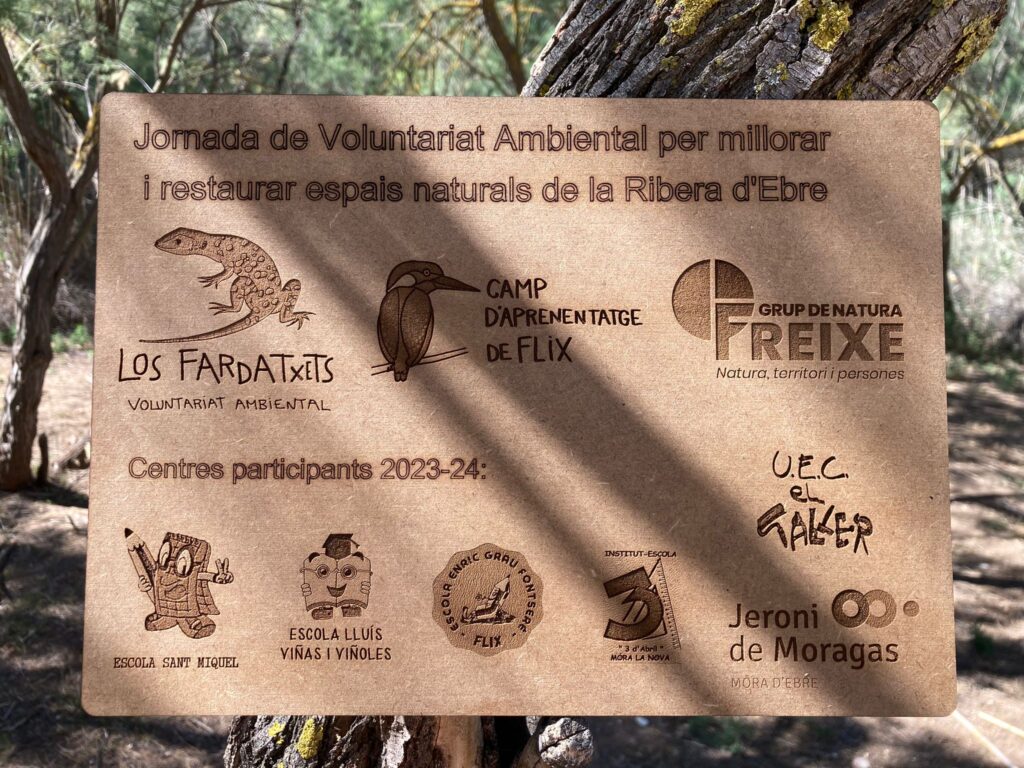 Jornada de Voluntariat Ambiental per millorar
i restaurar espais naturals de la Ribera d'Ebre
LOS FARDATXETS
VOLUNTARIAT AMBIENTAL
CAMP
D'APRENENTATGE
DE FLIX
GRUP DE NATURA
FREIXE
Natura, territori i persones
Centres participants 2023-24:
U.E.C.
eL
TALLER
ESCOLA SANT MIQUEL
ESCOLA LLUÍS
VIÑAS I VIÑOLES
ESCOLA ENRIC GRAU FONTSERÉ
- FLIX -
INSTITUT-ESCOLA
3
" 3 d'Abril "
MÓRA LA NOVA
Jeroni
de Moragas
MÓRA D'EBRE